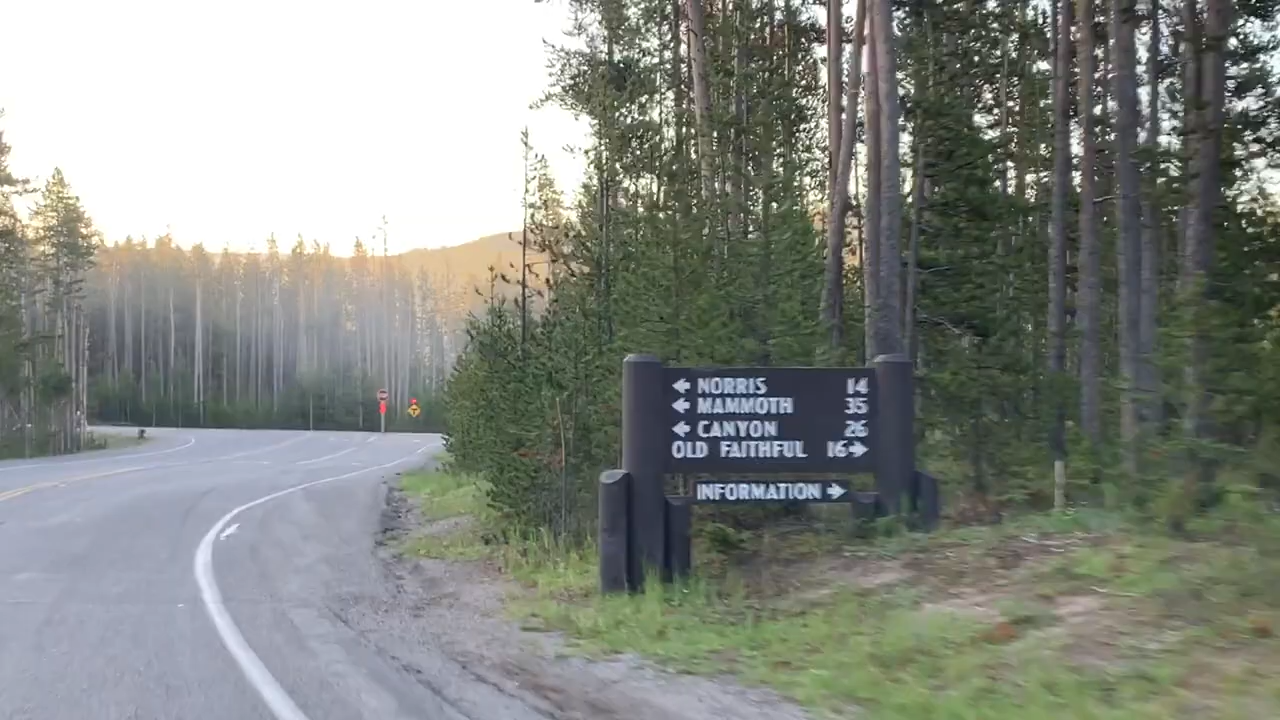 ← NORRIS 14
← MAMMOTH 35
← CANYON 26
OLD FAITHFUL 16 →
INFORMATION →